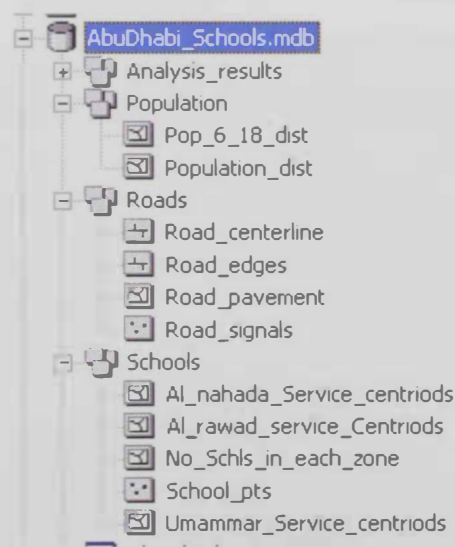 AbuDhabi_Schools.mdb
Analysis_results
Population
Pop_6_18_dist
Population_dist
Roads
Road_centerline
Road_edges
Road_pavement
Road_signals
Schools
Al_nahada_Service_centriods
Al_rawad_service_Centriods
No_Schls_in_each_zone
School_pts
Umammar_Service_centriods